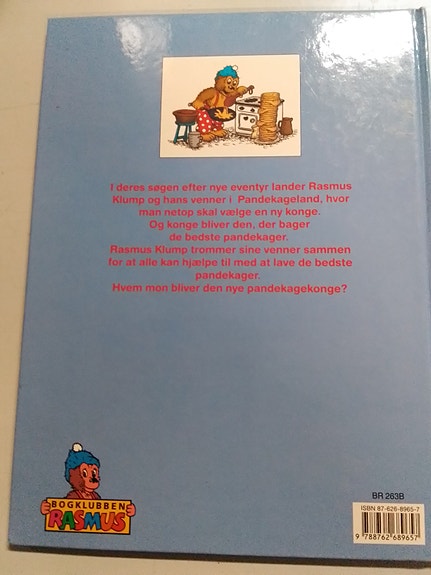 I deres søgen efter nye eventyr lander Rasmus
Klump og hans venner i Pandekageland, hvor
man netop skal vælge en ny konge.
Og konge bliver den, der bager
de bedste pandekager.
Rasmus Klump trommer sine venner sammen
for at alle kan hjælpe til med at lave de bedste
pandekager.
Hvem mon bliver den nye pandekagekonge?
BOGKLUBBEN
RASMUS
BR 263B
ISBN 87-626-8965-7
9 788762 689657